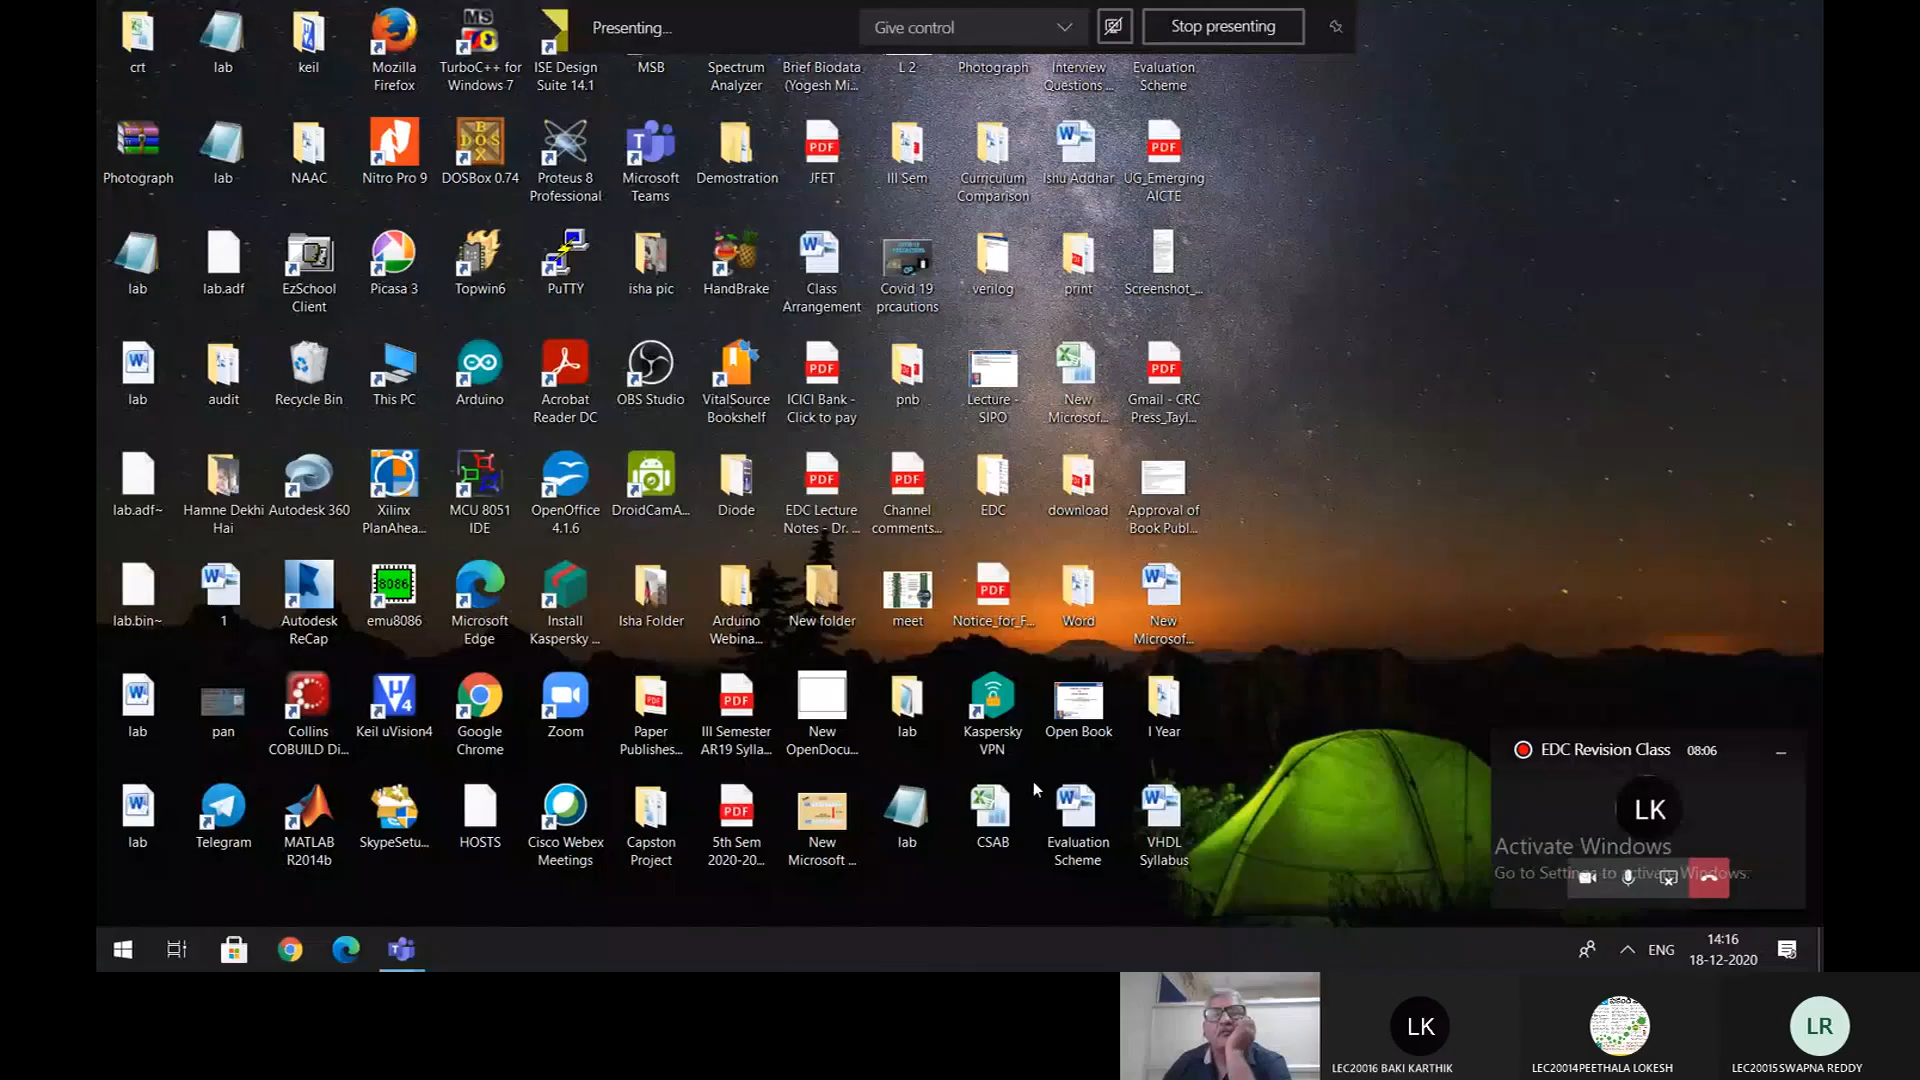 Presenting...
Give control
Stop presenting
crt
lab
keil
Mozilla
Firefox
TurboC++ for
Windows 7
ISE Design
Suite 14.1
MSB
Spectrum
Analyzer
Brief Biodata
(Yogesh Mi...
L 2
Photograph
Interview
Questions ...
Evaluation
Scheme
Photograph
lab
NAAC
Nitro Pro 9
DOSBox 0.74
Proteus 8
Professional
Microsoft
Teams
Demostration
JFET
III Sem
Curriculum
Comparison
Ishu Addhar
UG_Emerging
AICTE
lab
lab.adf
EzSchool
Client
Picasa 3
Topwin6
PuTTY
isha pic
HandBrake
Class
Arrangement
Covid 19
prcautions
verilog
print
Screenshot_...
lab
audit
Recycle Bin
This PC
Arduino
Acrobat
Reader DC
OBS Studio
VitalSource
Bookshelf
ICICI Bank -
Click to pay
pnb
Lecture -
SIPO
New
Microsof...
Gmail - CRC
Press_Tayl...
lab.adf~
Hamne Dekhi
Hai
Autodesk 360
Xilinx
PlanAhea...
MCU 8051
IDE
OpenOffice
4.1.6
DroidCamA...
Diode
EDC Lecture
Notes - Dr. ...
Channel
comments...
EDC
download
Approval of
Book Publ...
lab.bin~
1
Autodesk
ReCap
emu8086
Microsoft
Edge
Install
Kaspersky ...
Isha Folder
Arduino
Webina...
New folder
meet
Notice_for_F...
Word
New
Microsof...
lab
pan
Collins
COBUILD Di...
Keil uVision4
Google
Chrome
Zoom
Paper
Publishes...
III Semester
AR19 Sylla...
New
OpenDocu...
lab
Kaspersky
VPN
Open Book
I Year
lab
Telegram
MATLAB
R2014b
SkypeSetu...
HOSTS
Cisco Webex
Meetings
Capston
Project
5th Sem
2020-20...
New
Microsoft ...
lab
CSAB
Evaluation
Scheme
VHDL
Syllabus
EDC Revision Class 08:06
LK
Activate Windows
Go to Settings to activate Windows.
ENG
14:16
18-12-2020
LK
LEC20016 BAKI KARTHIK
LEC20014PEETHALA LOKESH
LR
LEC20015SWAPNA REDDY